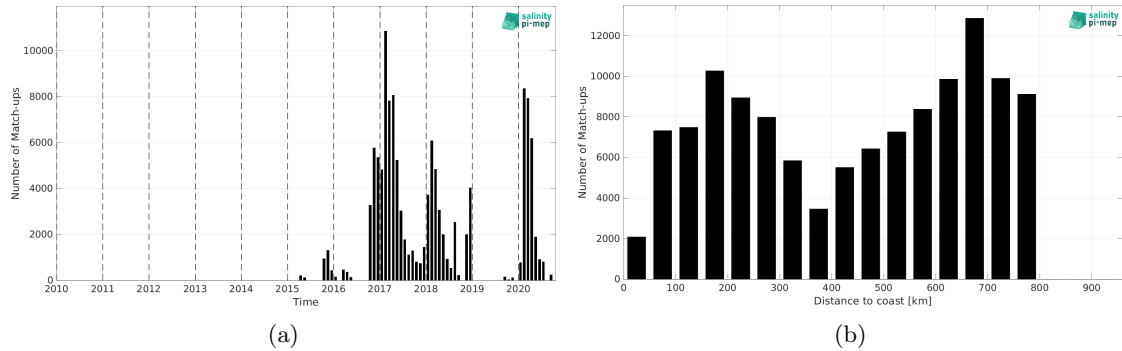 salinity
pi-mep
Number of Match-ups
10000
8000
6000
4000
2000
0
2010 2011 2012 2013 2014 2015 2016 2017 2018 2019 2020
Time
(a)
salinity
pi-mep
Number of Match-ups
12000
10000
8000
6000
4000
2000
0
0 100 200 300 400 500 600 700 800 900
Distance to coast [km]
(b)